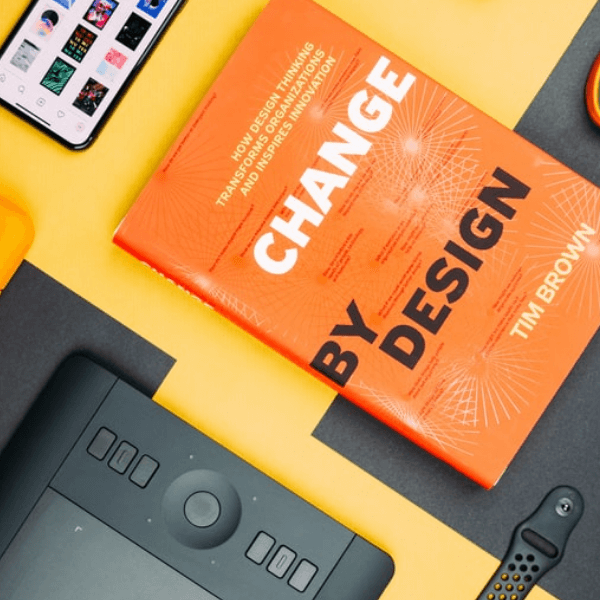 HOW DESIGN THINKING
TRANSFORMS ORGANIZATIONS
AND INSPIRES INNOVATION
CHANGE
BY
DESIGN
TIM BROWN